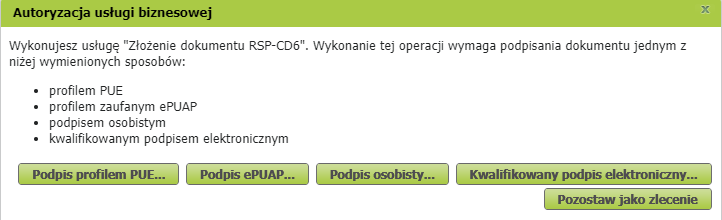 Autoryzacja usługi biznesowej x
Wykonujesz usługę "Złożenie dokumentu RSP-CD6". Wykonanie tej operacji wymaga podpisania dokumentu jednym z
niżej wymienionych sposobów:
• profilem PUE
• profilem zaufanym ePUAP
• podpisem osobistym
• kwalifikowanym podpisem elektronicznym
Podpis profilem PUE... Podpis ePUAP... Podpis osobisty... Kwalifikowany podpis elektroniczny...
Pozostaw jako zlecenie